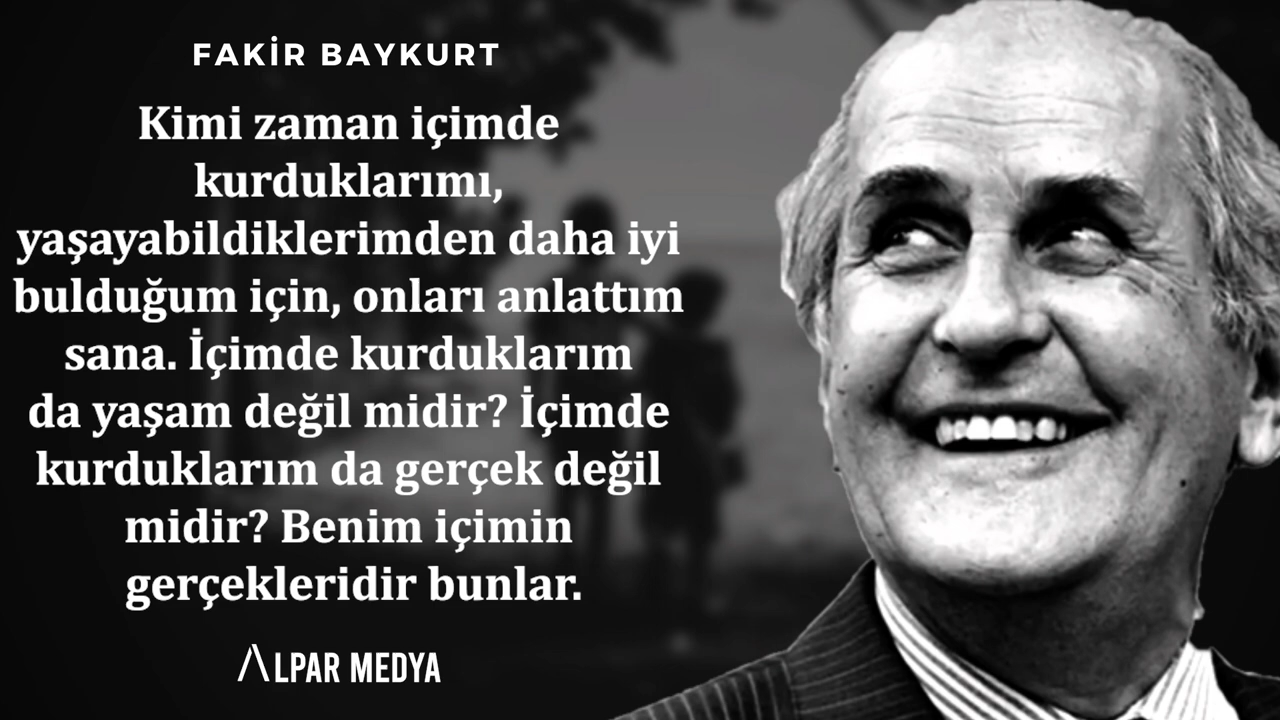 FAKİR BAYKURT
Kimi zaman içimde
kurduklarımı,
yaşayabildiklerimden daha iyi
bulduğum için, onları anlattım
sana. İçimde kurduklarım
da yaşam değil midir? İçimde
kurduklarım da gerçek değil
midir? Benim içimin
gerçekleridir bunlar.
ALPAR MEDYA